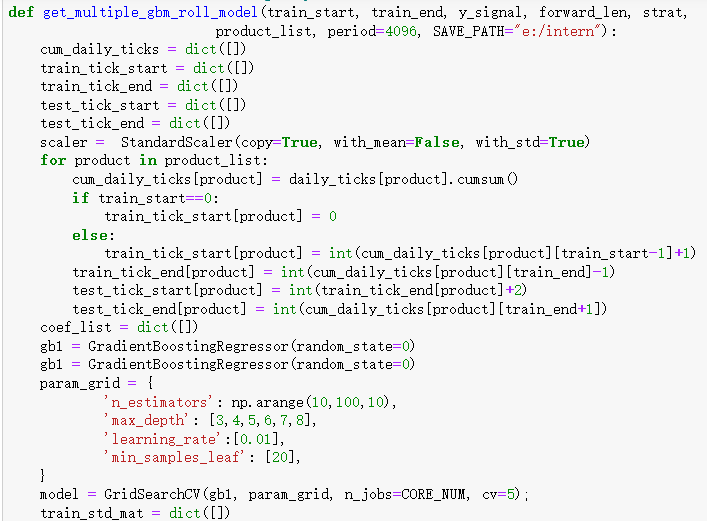 def get_multiple_gbm_roll_model(train_start, train_end, y_signal, forward_len, strat,
                          product_list, period=4096, SAVE_PATH="e:/intern"):
    cum_daily_ticks = dict([])
    train_tick_start = dict([])
    train_tick_end = dict([])
    test_tick_start = dict([])
    test_tick_end = dict([])
    scaler =  StandardScaler(copy=True, with_mean=False, with_std=True)
    for product in product_list:
        cum_daily_ticks[product] = daily_ticks[product].cumsum()
        if train_start==0:
            train_tick_start[product] = 0
        else:
            train_tick_start[product] = int(cum_daily_ticks[product][train_start-1]+1)
        train_tick_end[product] = int(cum_daily_ticks[product][train_end]-1)
        test_tick_start[product] = int(train_tick_end[product]+2)
        test_tick_end[product] = int(cum_daily_ticks[product][train_end+1])
    coef_list = dict([])
    gb1 = GradientBoostingRegressor(random_state=0)
    gb1 = GradientBoostingRegressor(random_state=0)
    param_grid = {
            'n_estimators': np.arange(10,100,10),
            'max_depth': [3,4,5,6,7,8],
            'learning_rate':[0.01],
            'min_samples_leaf': [20],
    }
    model = GridSearchCV(gb1, param_grid, n_jobs=CORE_NUM, cv=5);
    train_std_mat = dict([])